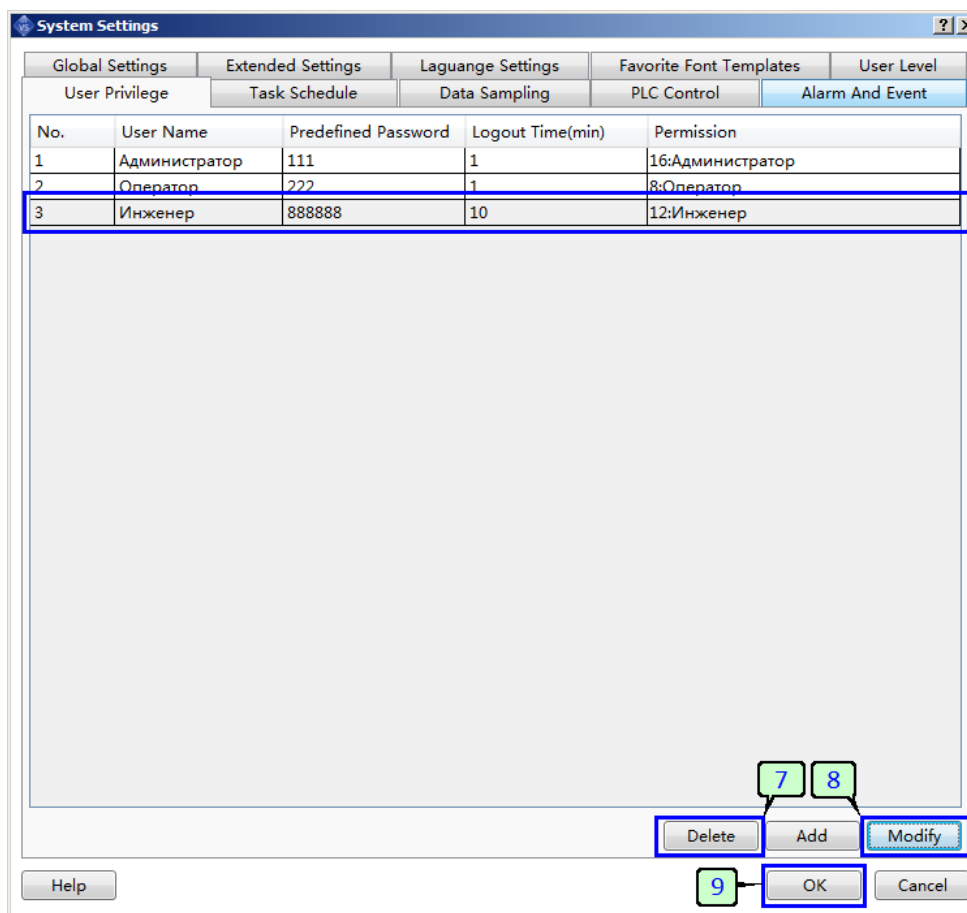 System Settings
Global Settings Extended Settings Laguange Settings Favorite Font Templates User Level
User Privilege Task Schedule Data Sampling PLC Control Alarm And Event
No. User Name Predefined Password Logout Time(min) Permission
1 Администратор 111 1 16:Администратор
2 Оператор 222 1 8:Оператор
3 Инженер 888888 10 12:Инженер
7 8
Delete Add Modify
Help 9 OK Cancel